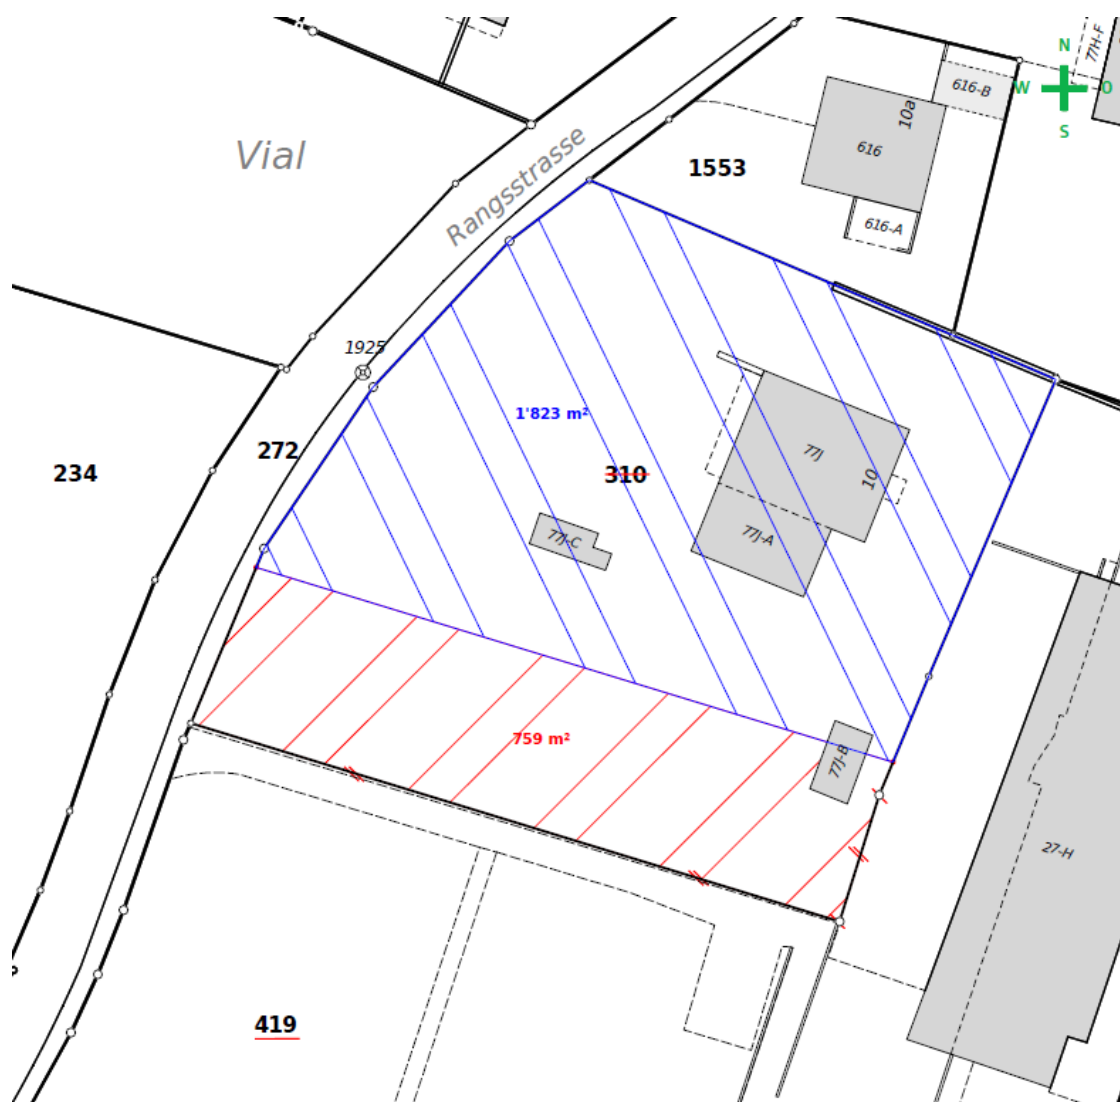 77H-F
N
W
O
S
616-B
10a
Vial
616
1553
Rangsstrasse
616-A
1925
1'823 m²
272
77J
234
310
10
77J-C
77J-A
759 m²
77J-B
27-H
419